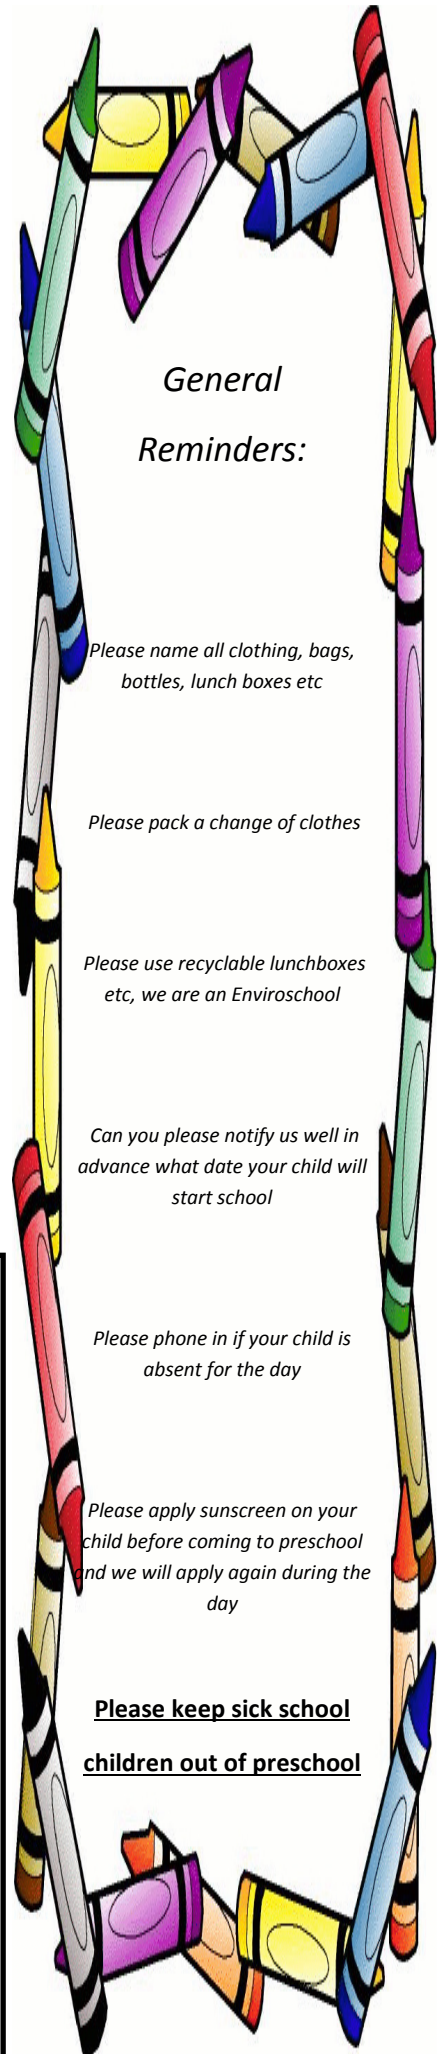 General
Reminders:
Please name all clothing, bags,
bottles, lunch boxes etc
Please pack a change of clothes
Please use recyclable lunchboxes
etc, we are an Enviroschool
Can you please notify us well in
advance what date your child will
start school
Please phone in if your child is
absent for the day
Please apply sunscreen on your
child before coming to preschool
and we will apply again during the
day
Please keep sick school
children out of preschool